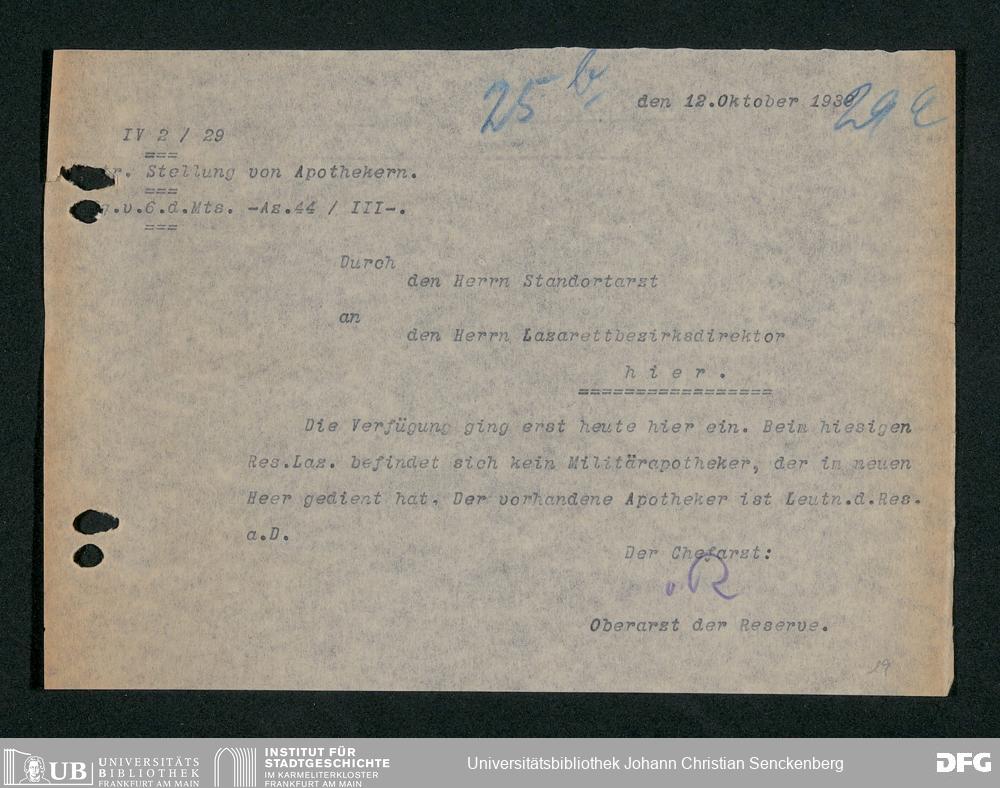 25 b,
den 12.Oktober 1939
29 e
IV 2 / 29
===
tr. Stellung von Apothekern.
===
g.v.6.d.Mts. -Az.44 / III-.
===
Durch
den Herrn Standortarzt
an
den Herrn Lazarettbezirksdirektor
h i e r .
=================
Die Verfügung ging erst heute hier ein. Beim hiesigen
Res.Laz. befindet sich kein Militärapotheker, der im neuen
Heer gedient hat. Der vorhandene Apotheker ist Leutn.d.Res.
a.D.
Der Chefarzt:
v.R
Oberarzt der Reserve.
29
UB UNIVERSITÄTS
BIBLIOTHEK
FRANKFURT AM MAIN
INSTITUT FÜR
STADTGESCHICHTE
IM KARMELITERKLOSTER
FRANKFURT AM MAIN
Universitätsbibliothek Johann Christian Senckenberg
DFG